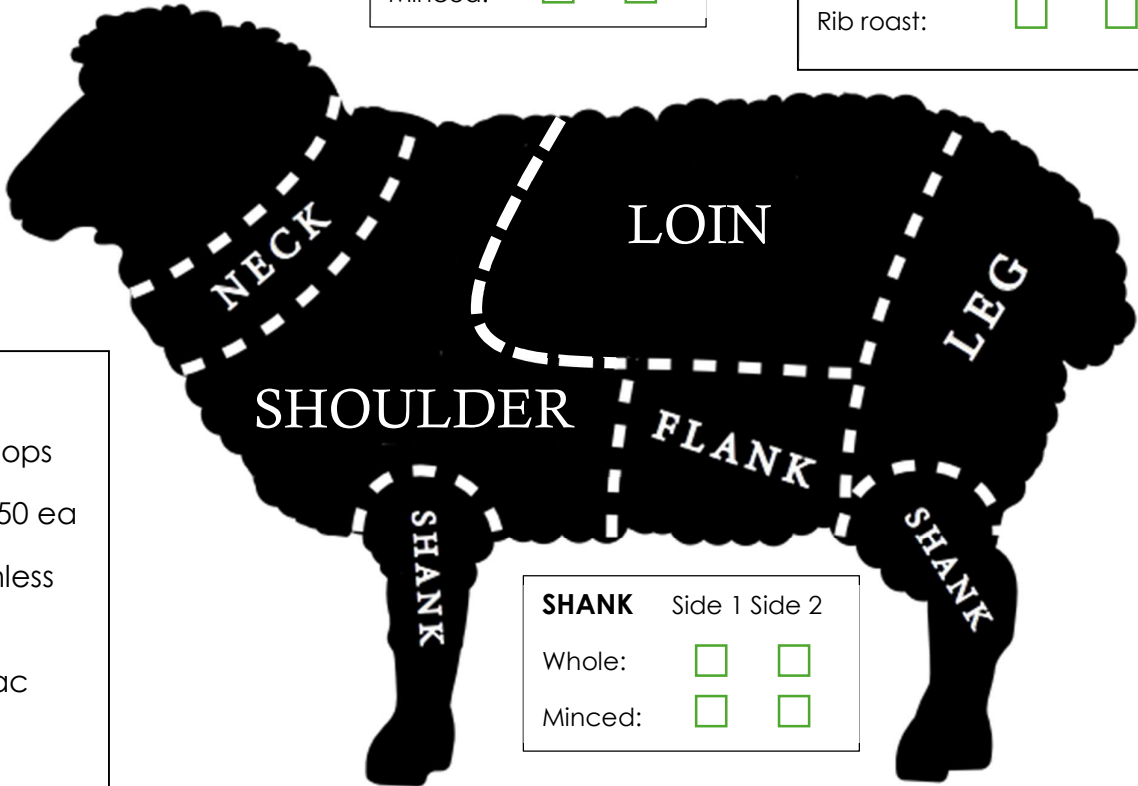 Minced:
Rib roast:
LOIN
NECK
LEG
SHOULDER
FLANK
ops
50 ea
SHANK
SHANK
nless
SHANK Side 1 Side 2
Whole:
ac
Minced: